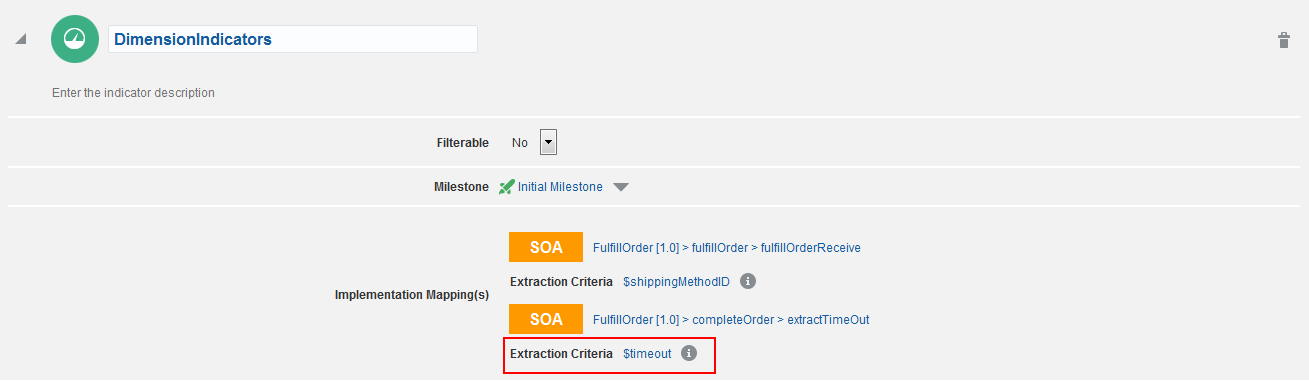 DimensionIndicators
Enter the indicator description
Filterable No
Milestone Initial Milestone
SOA FulfillOrder [1.0] > fulfillOrder > fulfillOrderReceive
Extraction Criteria $shippingMethodID
Implementation Mapping(s)
SOA FulfillOrder [1.0] > completeOrder > extractTimeOut
Extraction Criteria $timeout